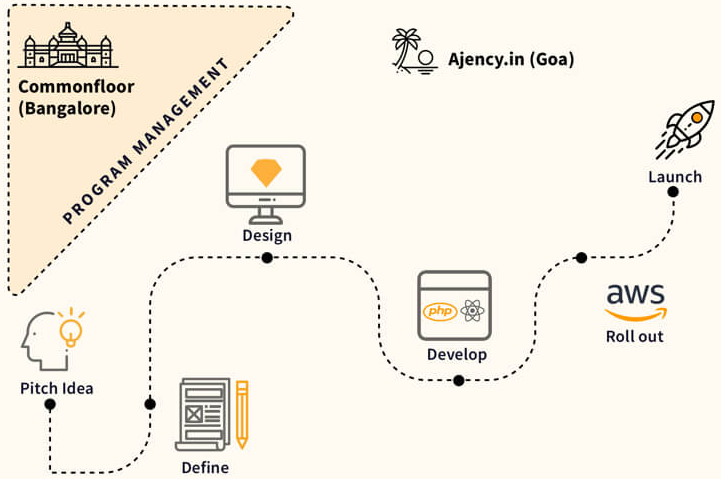 Commonfloor
(Bangalore)
PROGRAM MANAGEMENT
Ajency.in (Goa)
Launch
Design
php
aws
Roll out
Develop
Pitch Idea
Define